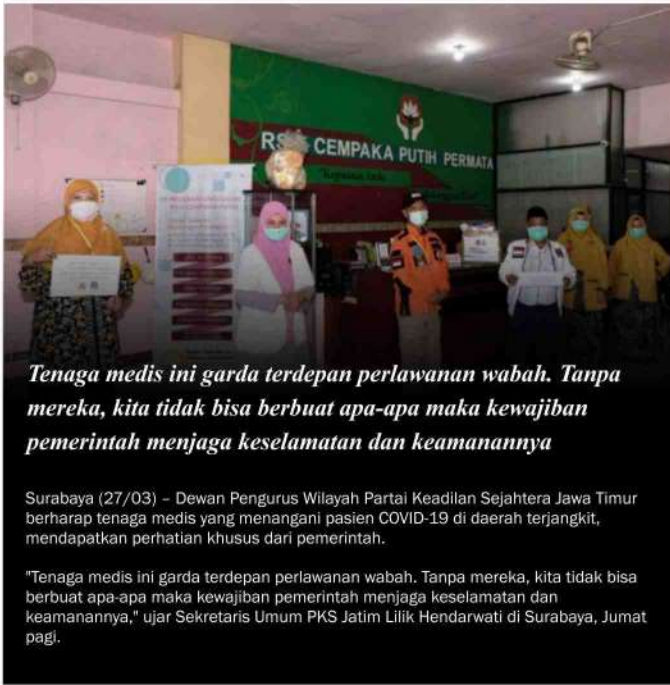 CEMPAKA PUTIH PERMATA
Tenaga medis ini garda terdepan perlawanan wabah. Tanpa
mereka, kita tidak bisa berbuat apa-apa maka kewajiban
pemerintah menjaga keselamatan dan keamanannya
Surabaya (27/03) – Dewan Pengurus Wilayah Partai Keadilan Sejahtera Jawa Timur
berharap tenaga medis yang menangani pasien COVID-19 di daerah terjangkit,
mendapatkan perhatian khusus dari pemerintah.
"Tenaga medis ini garda terdepan perlawanan wabah. Tanpa mereka, kita tidak bisa
berbuat apa-apa maka kewajiban pemerintah menjaga keselamatan dan
keamanannya," ujar Sekretaris Umum PKS Jatim Lilik Hendarwati di Surabaya, Jumat
pagi.